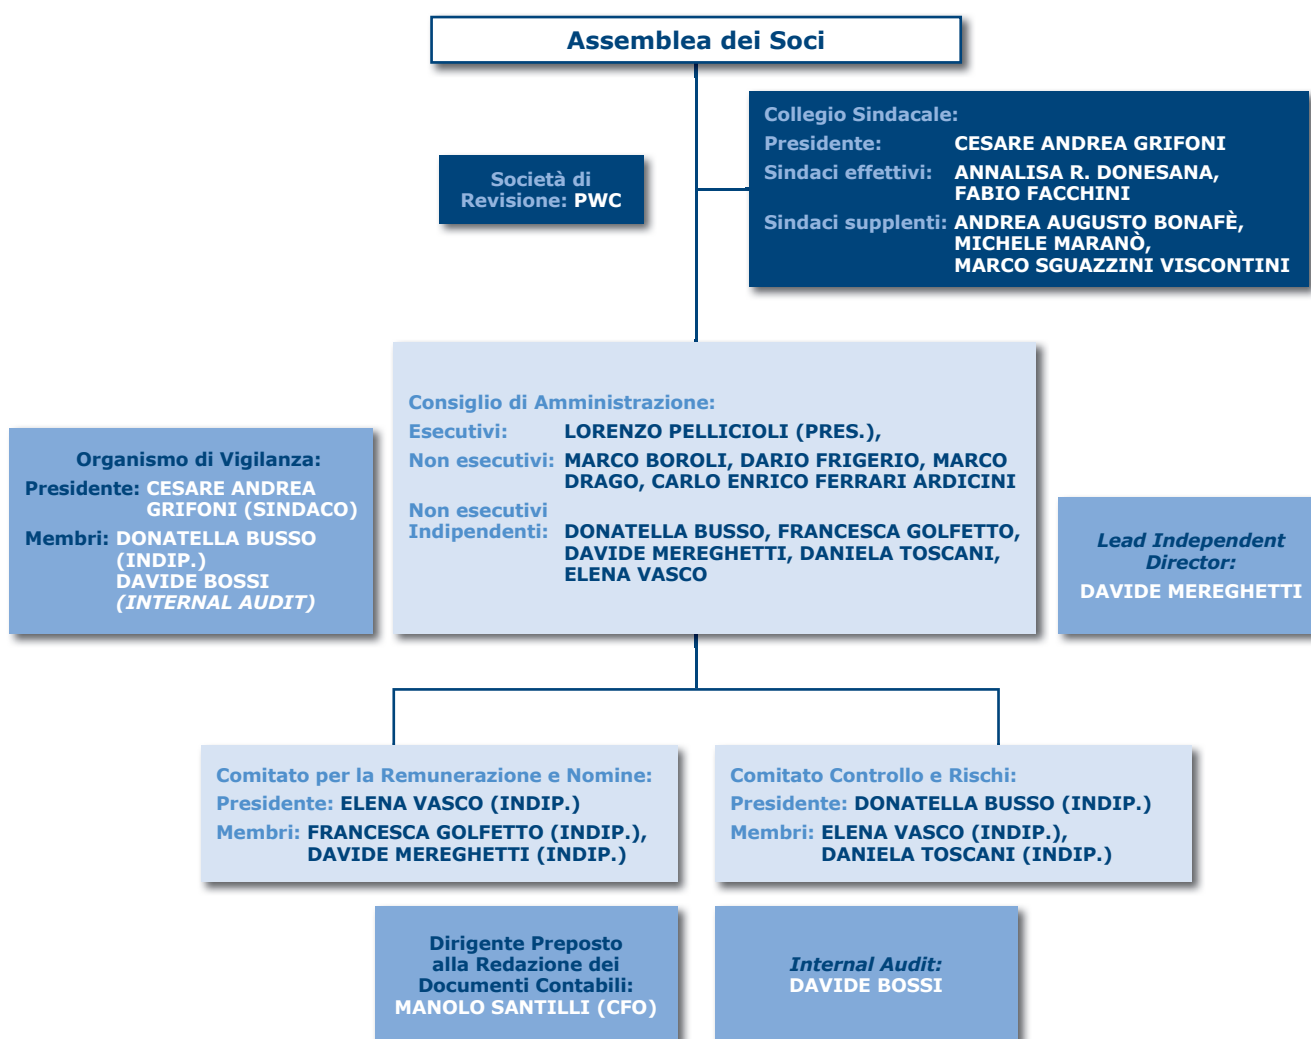 Assemblea dei Soci
Collegio Sindacale:
Presidente: CESARE ANDREA GRIFONI
Sindaci effettivi: ANNALISA R. DONESANA,
FABIO FACCHINI
Sindaci supplenti: ANDREA AUGUSTO BONAFÈ,
MICHELE MARANÒ,
MARCO SGUAZZINI VISCONTINI
Società di
Revisione: PWC
Consiglio di Amministrazione:
Esecutivi: LORENZO PELLICIOLI (PRES.),
Non esecutivi: MARCO BOROLI, DARIO FRIGERIO, MARCO
DRAGO, CARLO ENRICO FERRARI ARDICINI
Non esecutivi
Indipendenti: DONATELLA BUSSO, FRANCESCA GOLFETTO,
DAVIDE MEREGHETTI, DANIELA TOSCANI,
ELENA VASCO
Organismo di Vigilanza:
Presidente: CESARE ANDREA
GRIFONI (SINDACO)
Membri: DONATELLA BUSSO
(INDIP.)
DAVIDE BOSSI
(INTERNAL AUDIT)
Lead Independent
Director:
DAVIDE MEREGHETTI
Comitato per la Remunerazione e Nomine:
Presidente: ELENA VASCO (INDIP.)
Membri: FRANCESCA GOLFETTO (INDIP.),
DAVIDE MEREGHETTI (INDIP.)
Comitato Controllo e Rischi:
Presidente: DONATELLA BUSSO (INDIP.)
Membri: ELENA VASCO (INDIP.),
DANIELA TOSCANI (INDIP.)
Dirigente Preposto
alla Redazione dei
Documenti Contabili:
MANOLO SANTILLI (CFO)
Internal Audit:
DAVIDE BOSSI